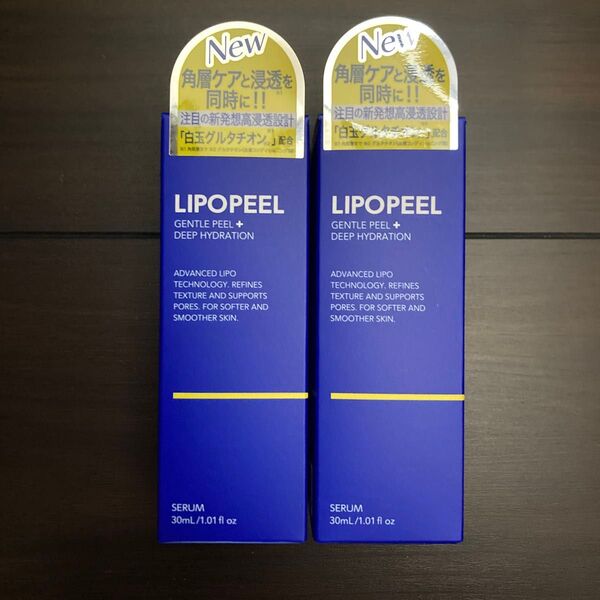 New
角層ケアと浸透を
同時に!!
注目の新発想高浸透設計
「白玉グルタチオン」配合
LIPOPEEL
GENTLE PEEL +
DEEP HYDRATION
ADVANCED LIPO
TECHNOLOGY. REFINES
TEXTURE AND SUPPORTS
PORES. FOR SOFTER AND
SMOOTHER SKIN.
SERUM
30mL/1.01 fl oz
New
角層ケアと浸透を
同時に!!
注目の新発想高浸透設計
配合
LIPOPEEL
GENTLE PEEL +
DEEP HYDRATION
ADVANCED LIPO
TECHNOLOGY. REFINES
TEXTURE AND SUPPORTS
PORES. FOR SOFTER AND
SMOOTHER SKIN.
SERUM
30mL/1.01 fl oz